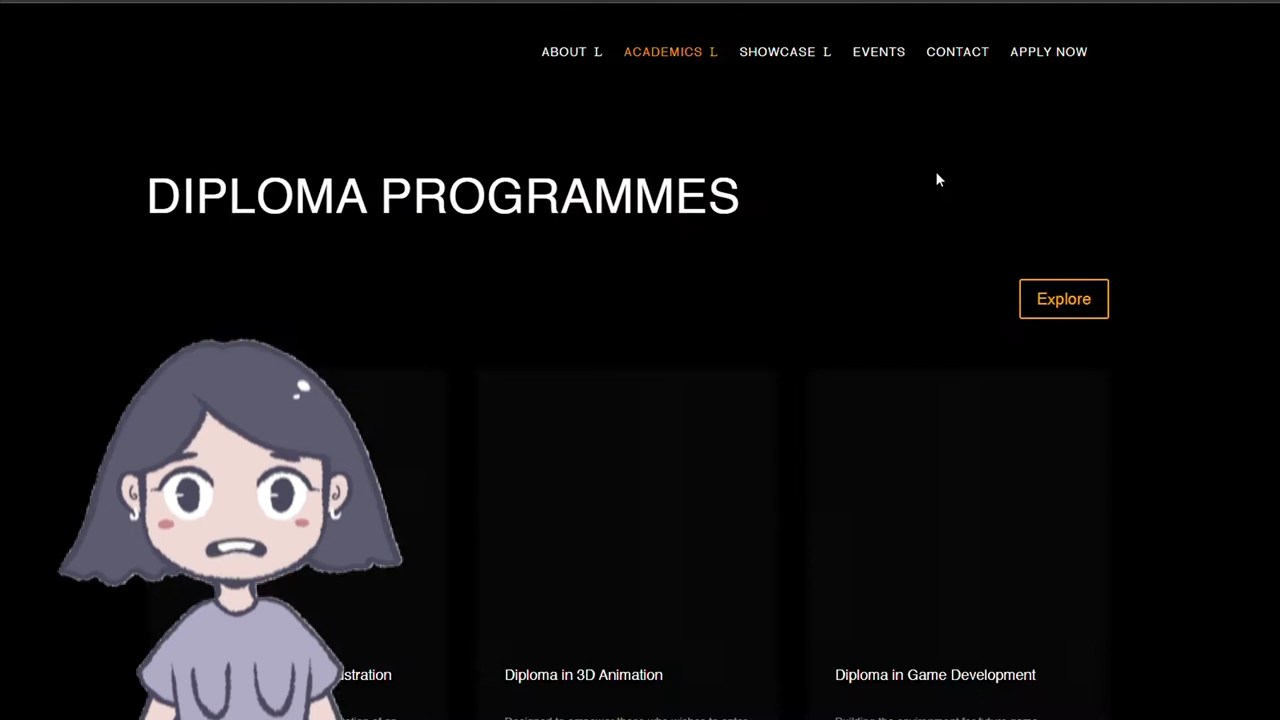 ABOUT L ACADEMICS L SHOWCASE L EVENTS CONTACT APPLY NOW
DIPLOMA PROGRAMMES
Explore
Diploma in 3D Animation
Diploma in Game Development